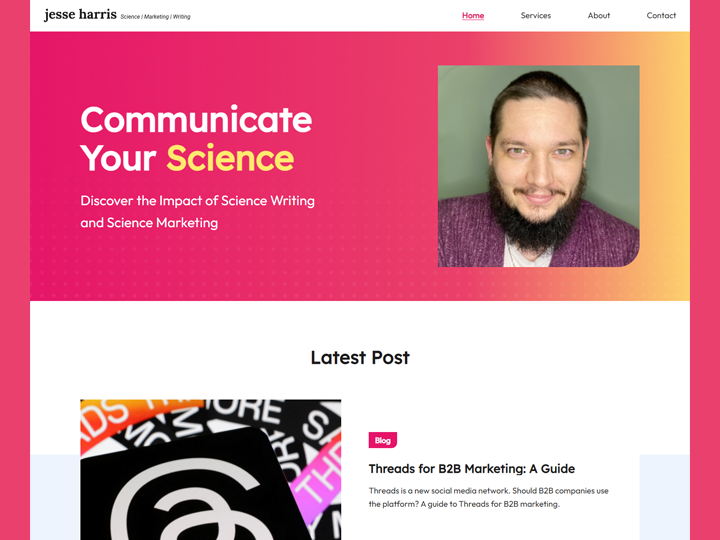 jesse harris Science | Marketing | Writing
Home Services About Contact
Communicate
Your Science
Discover the Impact of Science Writing
and Science Marketing
Latest Post
Blog
Threads for B2B Marketing: A Guide
Threads is a new social media network. Should B2B companies use
the platform? A guide to Threads for B2B marketing.